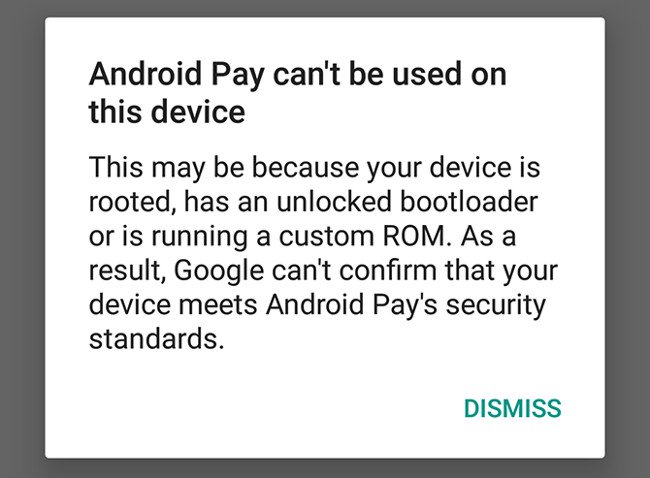 Android Pay can't be used on
this device
This may be because your device is
rooted, has an unlocked bootloader
or is running a custom ROM. As a
result, Google can't confirm that your
device meets Android Pay's security
standards.
DISMISS